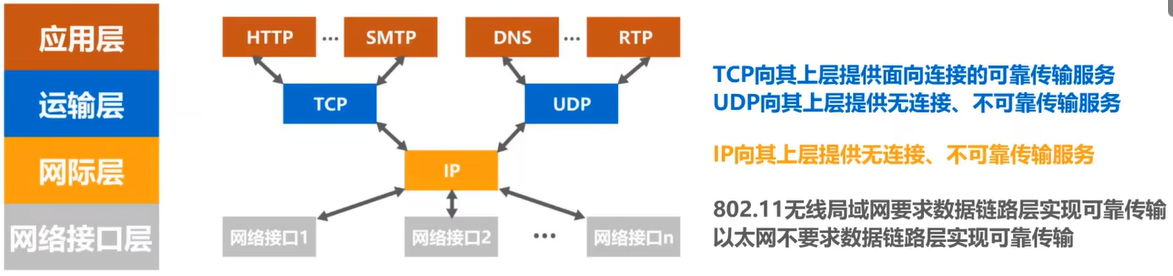 应用层
运输层
网际层
网络接口层
HTTP ··· SMTP DNS ··· RTP
TCP UDP
IP
网络接口1 网络接口2 ··· 网络接口n
TCP向其上层提供面向连接的可靠传输服务
UDP向其上层提供无连接、不可靠传输服务
IP向其上层提供无连接、不可靠传输服务
802.11无线局域网要求数据链路层实现可靠传输
以太网不要求数据链路层实现可靠传输